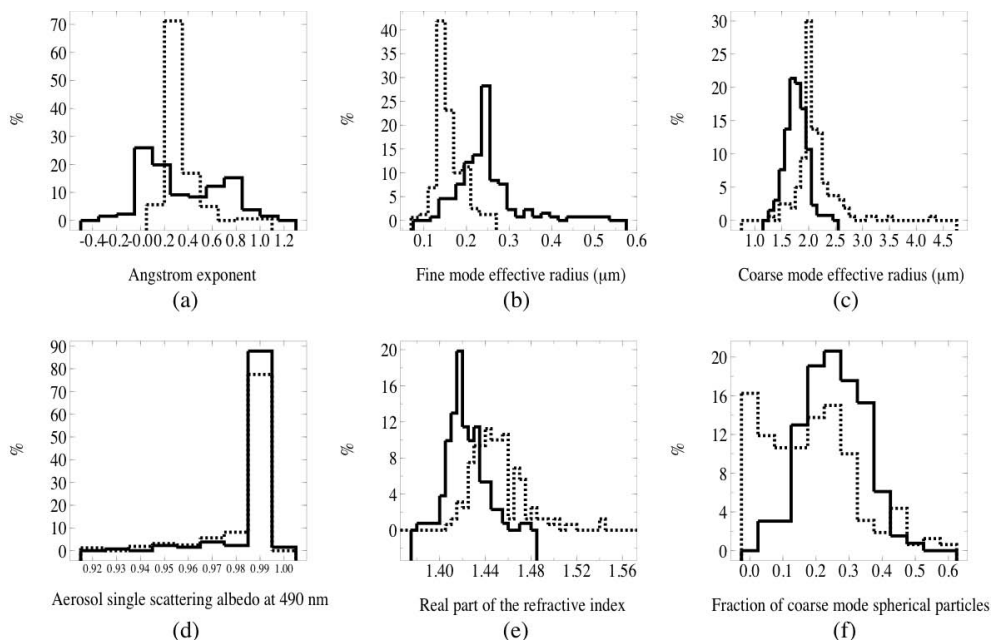 70
60
50
40
30
20
10
0
%
-0.4-0.2-0.00.2 0.4 0.6 0.8 1.0 1.2
Angstrom exponent
(a)
40
35
30
25
20
15
10
5
0
%
0.1 0.2 0.3 0.4 0.5 0.6
Fine mode effective radius (μm)
(b)
30
25
20
15
10
5
0
%
1.0 1.5 2.0 2.5 3.0 3.5 4.0 4.5
Coarse mode effective radius (μm)
(c)
90
80
70
60
50
40
30
20
10
0
%
0.92 0.93 0.94 0.95 0.96 0.97 0.98 0.99 1.00
Aerosol single scattering albedo at 490 nm
(d)
20
16
12
8
4
0
%
1.40 1.44 1.48 1.52 1.56
Real part of the refractive index
(e)
20
16
12
8
4
0
%
0.0 0.1 0.2 0.3 0.4 0.5 0.6
Fraction of coarse mode spherical particles
(f)